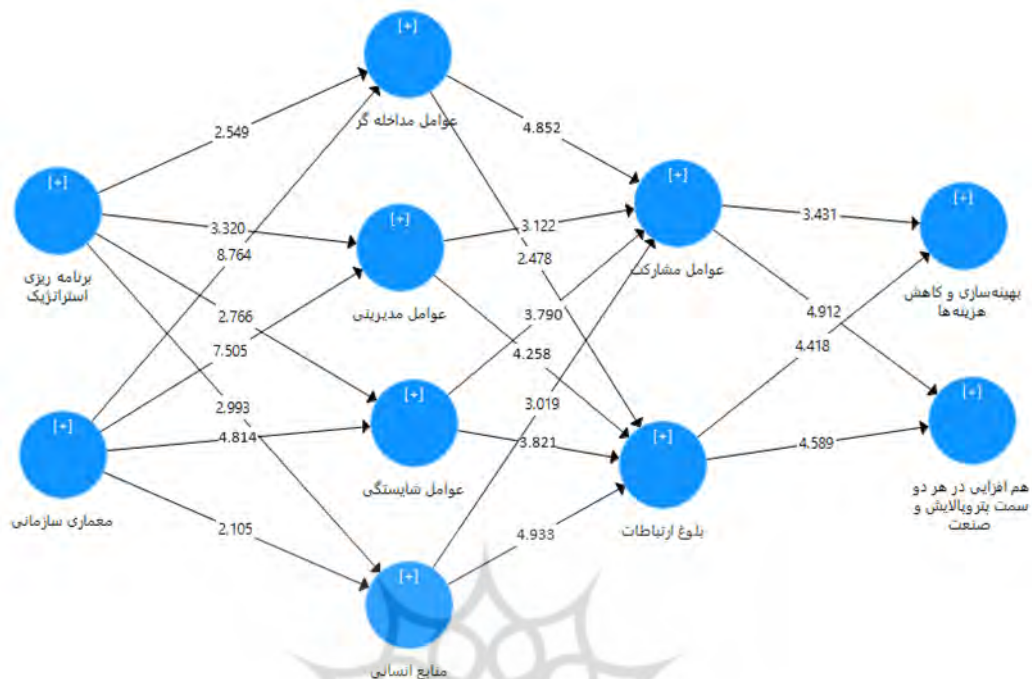 [+]
عوامل مداخله گر
2.549
4.852
[+]
برنامه ریزی
استراتژیک
[+]
عوامل مشارکت
[+]
بهینه‌سازی و کاهش
هزینه‌ها
3.320
8.764
[+]
عوامل مدیریتی
3.122
2.478
3.431
2.766
7.505
3.790
4.258
4.912
4.418
[+]
معماری سازمانی
2.993
4.814
[+]
عوامل شایستگی
3.019
3.821
[+]
بلوغ ارتباطات
4.589
[+]
هم افزایی در هر دو
سمت پتروپالایش و
صنعت
2.105
4.933
[+]
منابع انسانی